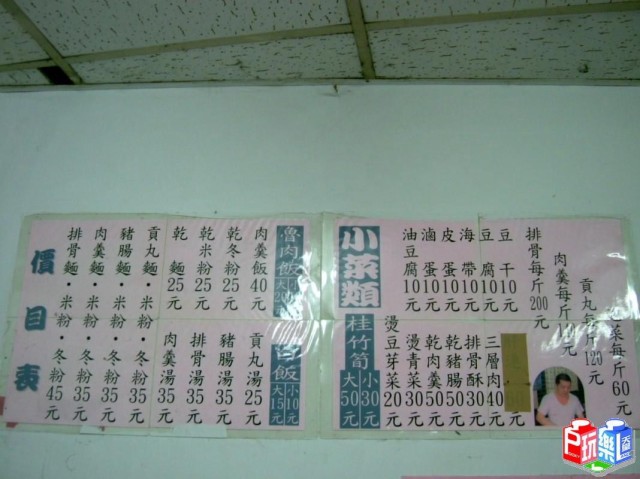 價目表
排骨麵・米粉・冬粉45元
肉羹麵・米粉・冬粉35元
豬腸麵・米粉・冬粉35元
貢丸麵・米粉・冬粉35元
乾麵25元
乾米粉25元
乾冬粉25元
肉羹飯40元
魯肉飯 大20
肉羹湯35元
排骨湯35元
豬腸湯35元
貢丸湯25元
飯 大15元 小10元
小菜類
油豆腐10元
滷蛋10元
皮蛋10元
海帶10元
豆腐10元
豆干10元
桂竹筍 大50元 小30元
燙豆芽菜20元
燙青菜30元
乾肉羹50元
乾豬腸50元
排骨酥30元
三層肉40元
排骨每斤200元
肉羹每斤
貢丸每斤120元
菜每斤60元
玩樂